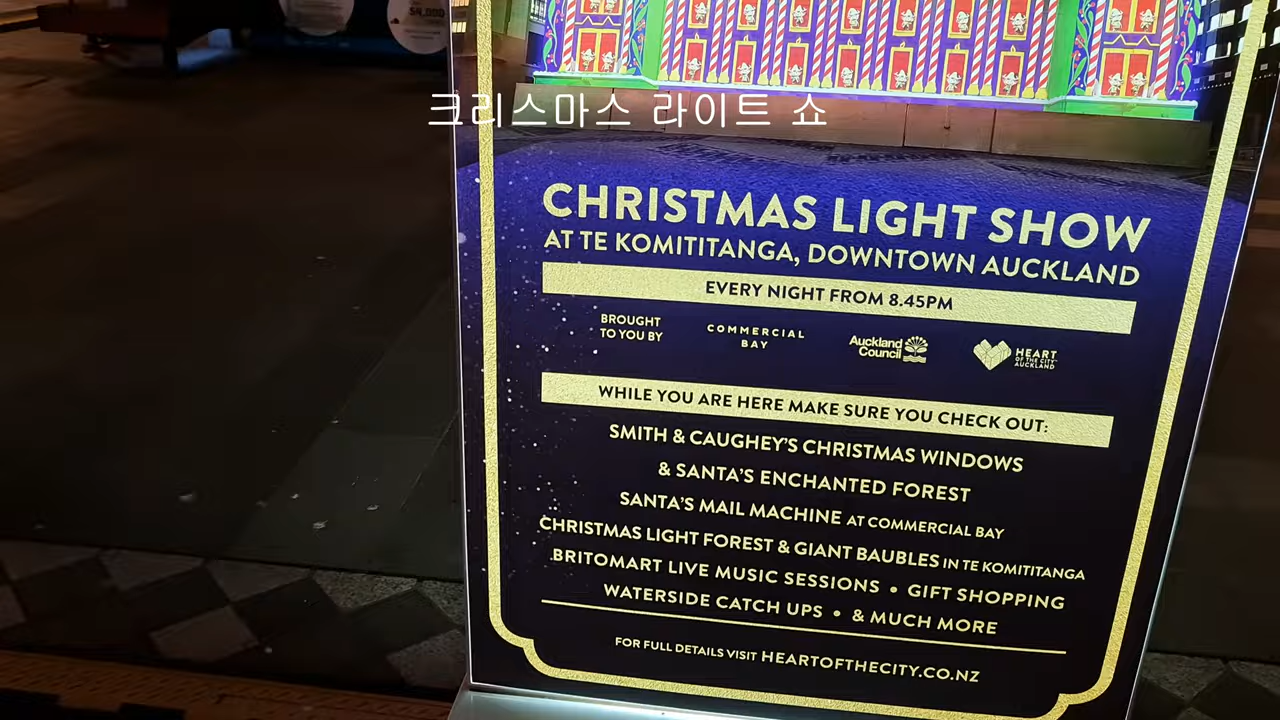 $4,000
크리스마스 라이트 쇼
CHRISTMAS LIGHT SHOW
AT TE KOMITITANGA, DOWNTOWN AUCKLAND
EVERY NIGHT FROM 8.45PM
BROUGHT
TO YOU BY
COMMERCIAL
BAY
Auckland
Council
HEART
OF THE CITY
AUCKLAND
WHILE YOU ARE HERE MAKE SURE YOU CHECK OUT:
SMITH & CAUGHEY'S CHRISTMAS WINDOWS
& SANTA'S ENCHANTED FOREST
SANTA'S MAIL MACHINE AT COMMERCIAL BAY
CHRISTMAS LIGHT FOREST & GIANT BAUBLES IN TE KOMITITANGA
BRITOMART LIVE MUSIC SESSIONS • GIFT SHOPPING
WATERSIDE CATCH UPS • & MUCH MORE
FOR FULL DETAILS VISIT HEARTOFTHECITY.CO.NZ